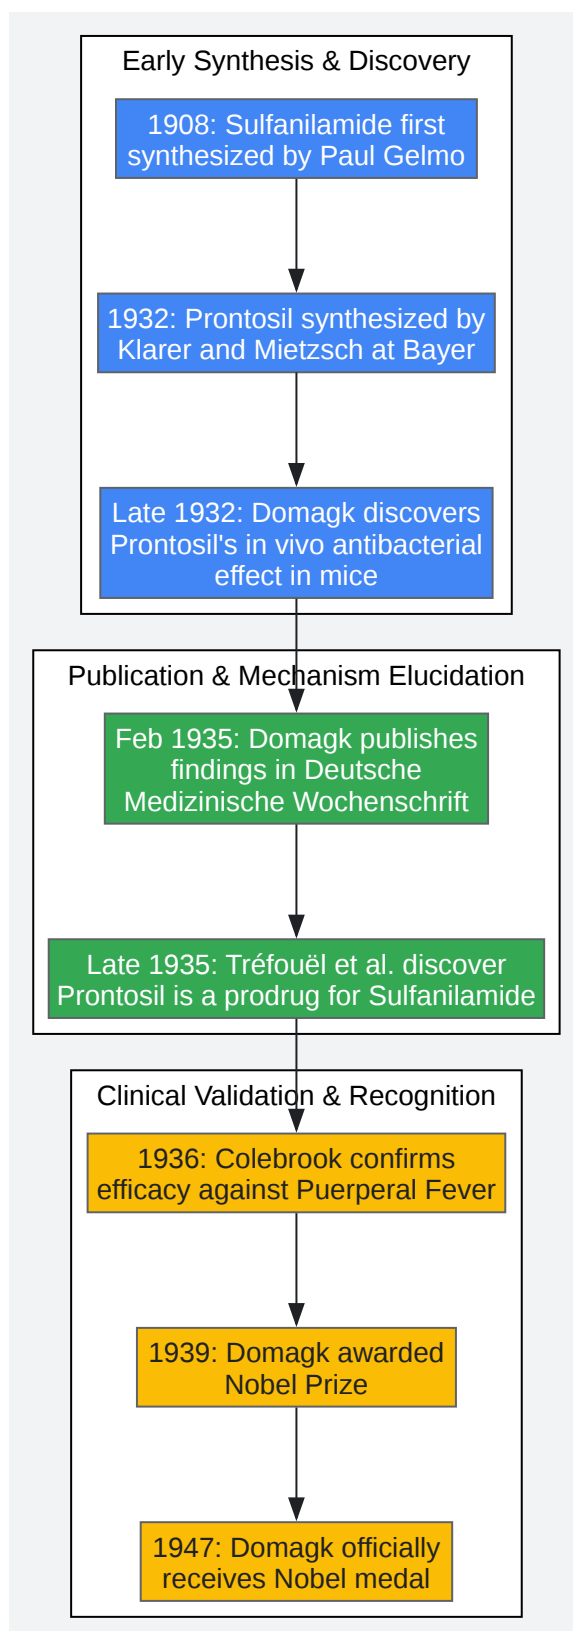 Early Synthesis & Discovery
1908: Sulfanilamide first
synthesized by Paul Gelmo
1932: Prontosil synthesized by
Klarer and Mietzsch at Bayer
Late 1932: Domagk discovers
Prontosil's in vivo antibacterial
effect in mice
Publication & Mechanism Elucidation
Feb 1935: Domagk publishes
findings in Deutsche
Medizinische Wochenschrift
Late 1935: Tréfouël et al. discover
Prontosil is a prodrug for Sulfanilamide
Clinical Validation & Recognition
1936: Colebrook confirms
efficacy against Puerperal Fever
1939: Domagk awarded
Nobel Prize
1947: Domagk officially
receives Nobel medal